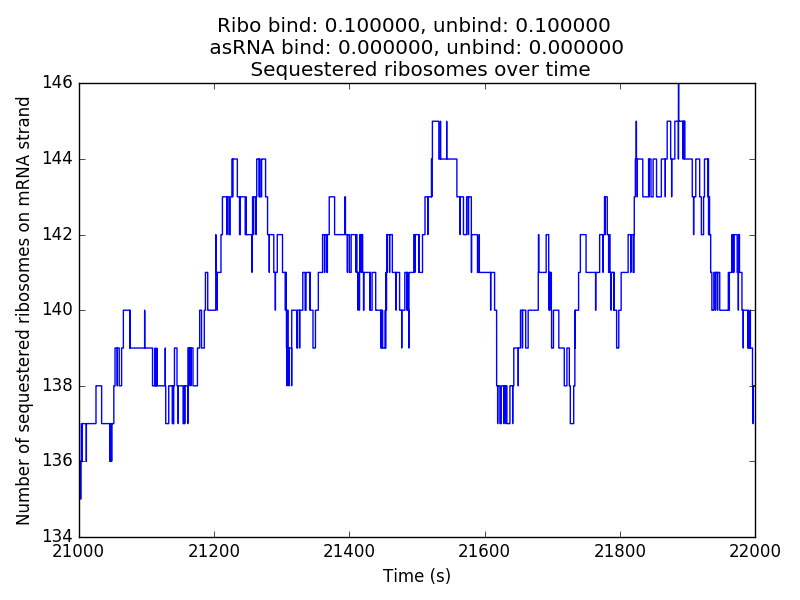 Ribo bind: 0.100000, unbind: 0.100000
asRNA bind: 0.000000, unbind: 0.000000
Sequestered ribosomes over time
Number of sequestered ribosomes on mRNA strand
146
144
142
140
138
136
134
21000
21200
21400
21600
21800
22000
Time (s)